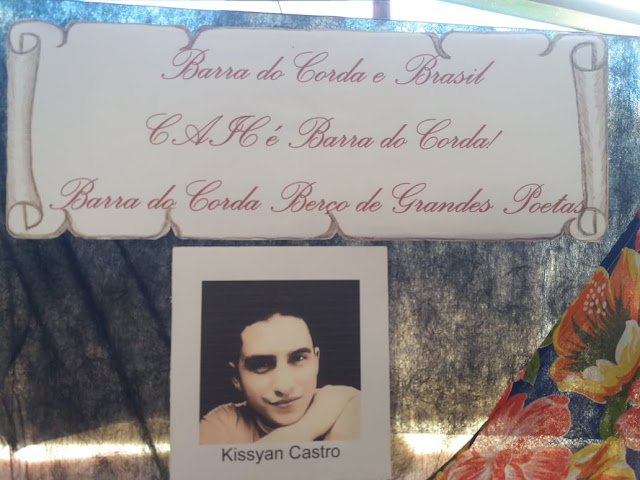 Barra do Corda e Brasil
CAIC é Barra do Corda!
Barra do Corda Berço de Grandes Poetas
Kissyan Castro